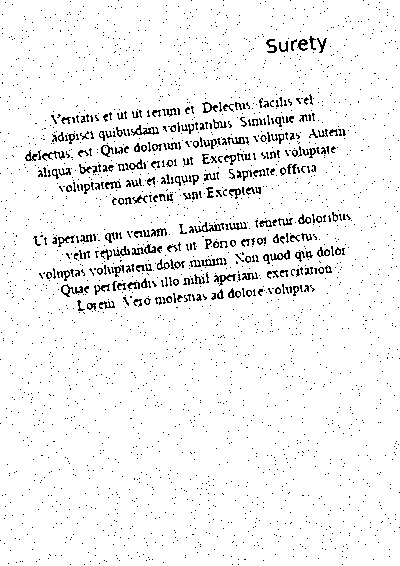 Surety
Veritatis et ut ut rerum et. Delectus, facilis vel
adipisci quibusdam voluptatibus. Similique aut
delectus, est. Quae dolorum voluptatum voluptas. Autem
aliqua, beatae modi error ut. Excepturi sint voluptate
voluptatem aut et aliquip aut. Sapiente officia
consectetur, sint Excepteur
Ut aperiam, qui veniam. Laudantium, tenetur doloribus
velit repudiandae est ut. Porro error delectus,
voluptas voluptatem dolor minim. Non quod qui dolor
Quae perferendis illo nihil aperiam, exercitation
Lorem. Vero molestias ad dolore voluptas